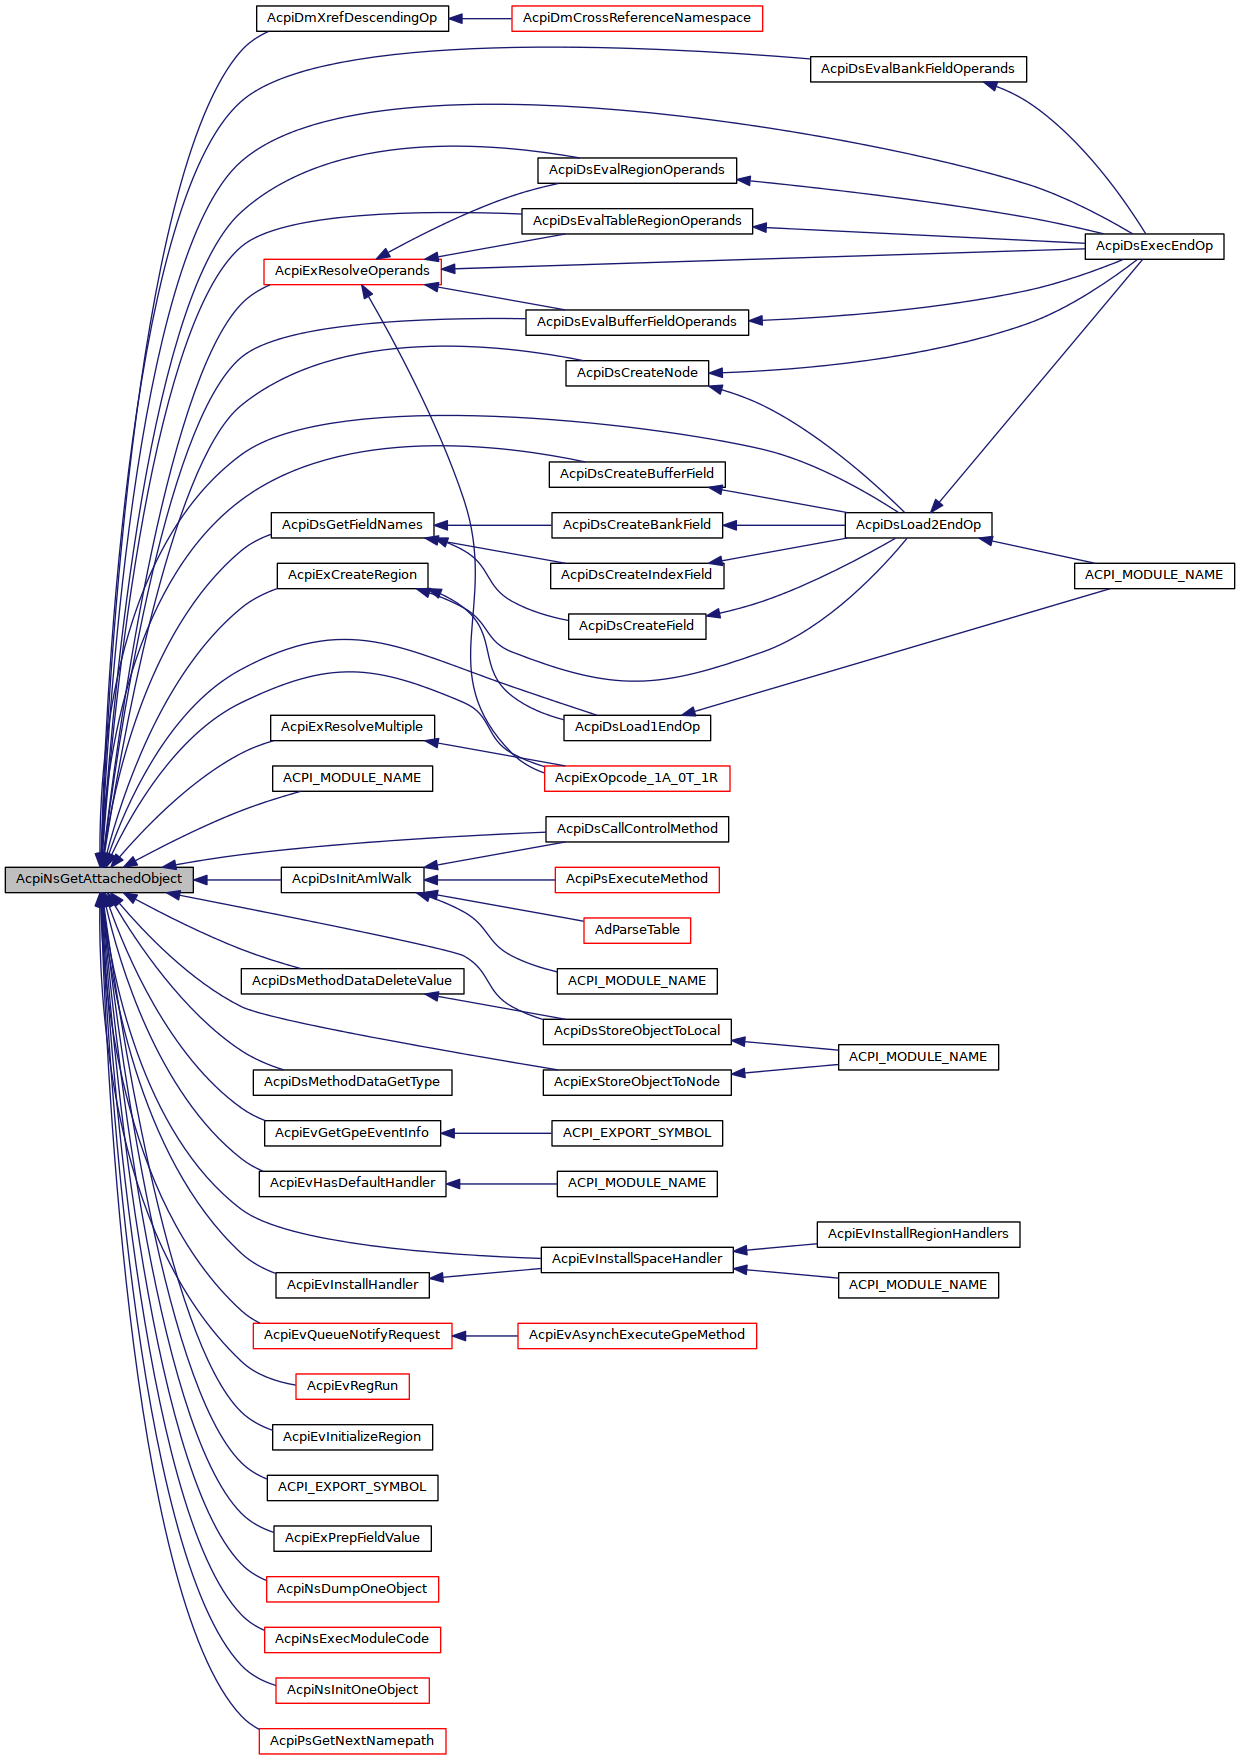 AcpiDmXrefDescendingOp
AcpiDmCrossReferenceNamespace
AcpiDsEvalBankFieldOperands
AcpiDsEvalRegionOperands
AcpiDsEvalTableRegionOperands
AcpiDsExecEndOp
AcpiExResolveOperands
AcpiDsEvalBufferFieldOperands
AcpiDsCreateNode
AcpiDsCreateBufferField
AcpiDsGetFieldNames
AcpiDsCreateBankField
AcpiDsLoad2EndOp
AcpiExCreateRegion
AcpiDsCreateIndexField
ACPI_MODULE_NAME
AcpiDsCreateField
AcpiExResolveMultiple
AcpiDsLoad1EndOp
ACPI_MODULE_NAME
AcpiExOpcode_1A_0T_1R
AcpiDsCallControlMethod
AcpiNsGetAttachedObject
AcpiDsInitAmlWalk
AcpiPsExecuteMethod
AdParseTable
AcpiDsMethodDataDeleteValue
ACPI_MODULE_NAME
AcpiDsStoreObjectToLocal
ACPI_MODULE_NAME
AcpiDsMethodDataGetType
AcpiExStoreObjectToNode
AcpiEvGetGpeEventInfo
ACPI_EXPORT_SYMBOL
AcpiEvHasDefaultHandler
ACPI_MODULE_NAME
AcpiEvInstallRegionHandlers
AcpiEvInstallSpaceHandler
AcpiEvInstallHandler
ACPI_MODULE_NAME
AcpiEvQueueNotifyRequest
AcpiEvAsynchExecuteGpeMethod
AcpiEvRegRun
AcpiEvInitializeRegion
ACPI_EXPORT_SYMBOL
AcpiExPrepFieldValue
AcpiNsDumpOneObject
AcpiNsExecModuleCode
AcpiNsInitOneObject
AcpiPsGetNextNamepath